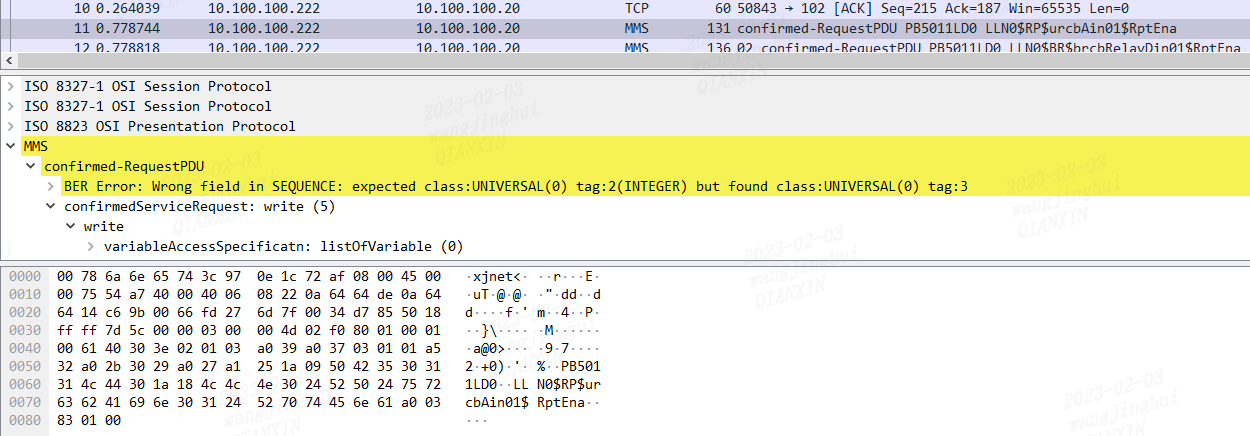 10 0.264039 10.100.100.222 10.100.100.20 TCP 60 50843 → 102 [ACK] Seq=215 Ack=187 Win=65535 Len=0
11 0.778744 10.100.100.222 10.100.100.20 MMS 131 confirmed-RequestPDU PB5011LD0 LLN0$RP$urcbAin01$RptEna
12 0.778818 10.100.100.222 10.100.100.20 MMS 136 02 confirmed-RequestPDU PB5011LD0 LLN0$BR$brcbRelayDin01$RptEna
ISO 8327-1 OSI Session Protocol
ISO 8327-1 OSI Session Protocol
ISO 8823 OSI Presentation Protocol
MMS
confirmed-RequestPDU
BER Error: Wrong field in SEQUENCE: expected class:UNIVERSAL(0) tag:2(INTEGER) but found class:UNIVERSAL(0) tag:3
confirmedServiceRequest: write (5)
write
variableAccessSpecificatn: listOfVariable (0)
0000 00 78 6a 6e 65 74 3c 97 0e 1c 72 af 08 00 45 00 ·xjnet<· ··r···E·
0010 00 75 54 a7 40 00 40 06 08 22 0a 64 64 de 0a 64 ·uT·@·@· ·"·dd··d
0020 64 14 c6 9b 00 66 fd 27 6d 7f 00 34 d7 85 50 18 d····f·' m··4··P·
0030 ff ff 7d 5c 00 00 03 00 00 4d 02 f0 80 01 00 01 ··}\···· ·M······
0040 00 61 40 30 3e 02 01 03 a0 39 a0 37 03 01 01 a5 ·a@0>··· ·9·7····
0050 32 a0 2b 30 29 a0 27 a1 25 1a 09 50 42 35 30 31 2·+0)·'· %··PB501
0060 31 4c 44 30 1a 18 4c 4c 4e 30 24 52 50 24 75 72 1LD0··LL N0$RP$ur
0070 63 62 41 69 6e 30 31 24 52 70 74 45 6e 61 a0 03 cbAin01$ RptEna··
0080 83 01 00 ···
2023-02-03
wangjinghui
QIANXIN